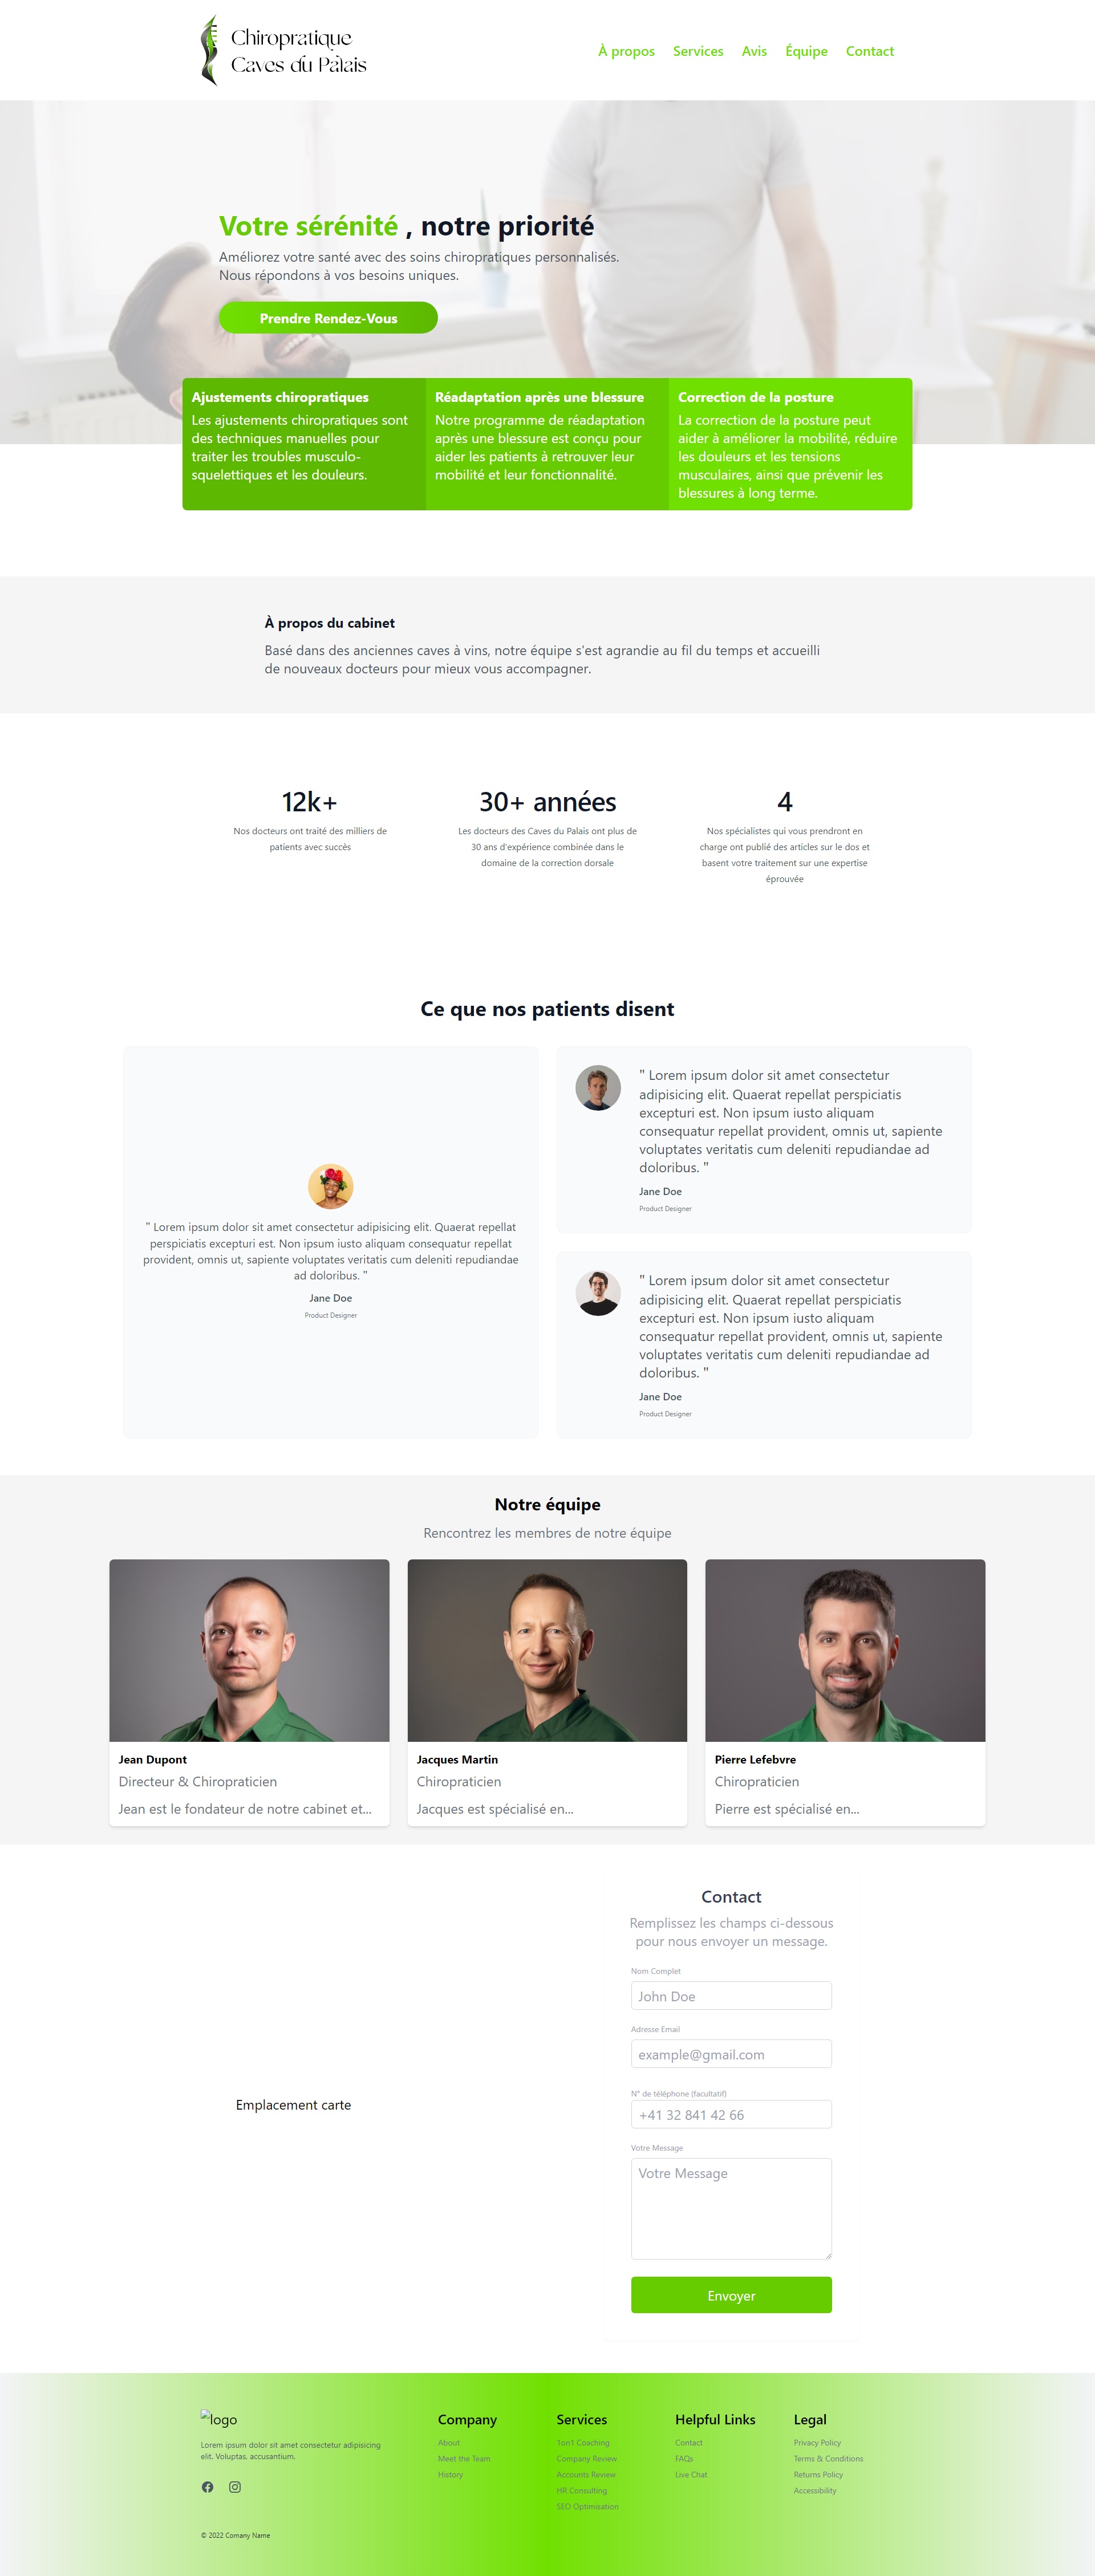 Chiropratique
Caves du Palais
À propos
Services
Avis
Équipe
Contact
Votre sérénité , notre priorité
Améliorez votre santé avec des soins chiropratiques personnalisés.
Nous répondons à vos besoins uniques.
Prendre Rendez-Vous
Ajustements chiropratiques
Les ajustements chiropratiques sont
des techniques manuelles pour
traiter les troubles musculo-
squelettiques et les douleurs.
Réadaptation après une blessure
Notre programme de réadaptation
après une blessure est conçu pour
aider les patients à retrouver leur
mobilité et leur fonctionnalité.
Correction de la posture
La correction de la posture peut
aider à améliorer la mobilité, réduire
les douleurs et les tensions
musculaires, ainsi que prévenir les
blessures à long terme.
À propos du cabinet
Basé dans des anciennes caves à vins, notre équipe s'est agrandie au fil du temps et accueilli
de nouveaux docteurs pour mieux vous accompagner.
12k+
Nos docteurs ont traité des milliers de
patients avec succès
30+ années
Les docteurs des Caves du Palais ont plus de
30 ans d'expérience combinée dans le
domaine de la correction dorsale
4
Nos spécialistes qui vous prendront en
charge ont publié des articles sur le dos et
basent votre traitement sur une expertise
éprouvée
Ce que nos patients disent
" Lorem ipsum dolor sit amet consectetur adipisicing elit. Quaerat repellat
perspiciatis excepturi est. Non ipsum iusto aliquam consequatur repellat
provident, omnis ut, sapiente voluptates veritatis cum deleniti repudiandae
ad doloribus. "
Jane Doe
Product Designer
" Lorem ipsum dolor sit amet consectetur
adipisicing elit. Quaerat repellat perspiciatis
excepturi est. Non ipsum iusto aliquam
consequatur repellat provident, omnis ut, sapiente
voluptates veritatis cum deleniti repudiandae ad
doloribus. "
Jane Doe
Product Designer
" Lorem ipsum dolor sit amet consectetur
adipisicing elit. Quaerat repellat perspiciatis
excepturi est. Non ipsum iusto aliquam
consequatur repellat provident, omnis ut, sapiente
voluptates veritatis cum deleniti repudiandae ad
doloribus. "
Jane Doe
Product Designer
Notre équipe
Rencontrez les membres de notre équipe
Jean Dupont
Directeur & Chiropraticien
Jean est le fondateur de notre cabinet et...
Jacques Martin
Chiropraticien
Jacques est spécialisé en...
Pierre Lefebvre
Chiropraticien
Pierre est spécialisé en...
Emplacement carte
Contact
Remplissez les champs ci-dessous
pour nous envoyer un message.
Nom Complet
John Doe
Adresse Email
example@gmail.com
N° de téléphone (facultatif)
+41 32 841 42 66
Votre Message
Votre Message
Envoyer
logo
Lorem ipsum dolor sit amet consectetur adipisicing
elit. Voluptas, accusantium.
Company
About
Meet the Team
History
Services
1on1 Coaching
Company Review
Accounts Review
HR Consulting
SEO Optimisation
Helpful Links
Contact
FAQs
Live Chat
Legal
Privacy Policy
Terms & Conditions
Returns Policy
Accessibility
© 2022 Comany Name